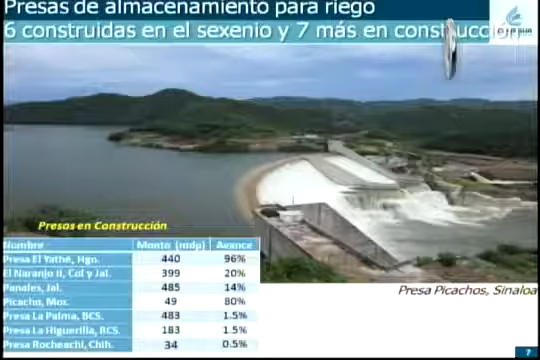 Presas de almacenamiento para riego
6 construidas en el sexenio y 7 más en construcción
Presas en Construcción
Nombre Monto (mdp) Avance
Presa El Yathé, Hgo. 440 96%
El Naranjo II, Col y Jal. 399 20%
Panales, Jal. 485 14%
Picacho, Mor. 49 80%
Presa La Palma, BCS. 483 1.5%
Presa La Higuerilla, BCS. 183 1.5%
Presa Rocheachi, Chih. 34 0.5%
Presa Picachos, Sinaloa
7